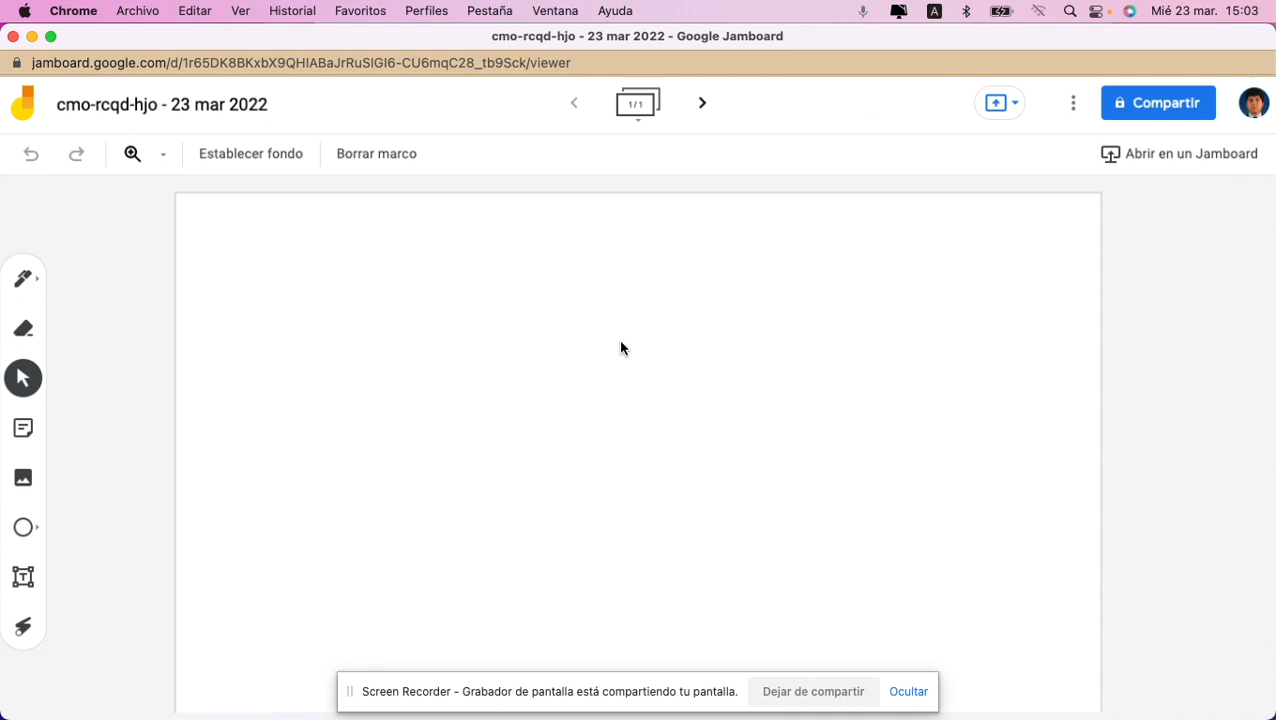 Chrome Archivo Editar Ver Historial Favoritos Perfiles Pestaña Ventana Ayuda A Mié 23 mar. 15:03
cmo-rcqd-hjo - 23 mar 2022 - Google Jamboard
jamboard.google.com/d/1r65DK8BKxbX9QHIABaJrRuSlGI6-CU6mqC28_tb9Sck/viewer
cmo-rcqd-hjo - 23 mar 2022 1/1 Compartir
Establecer fondo Borrar marco Abrir en un Jamboard
T
Screen Recorder - Grabador de pantalla está compartiendo tu pantalla. Dejar de compartir Ocultar